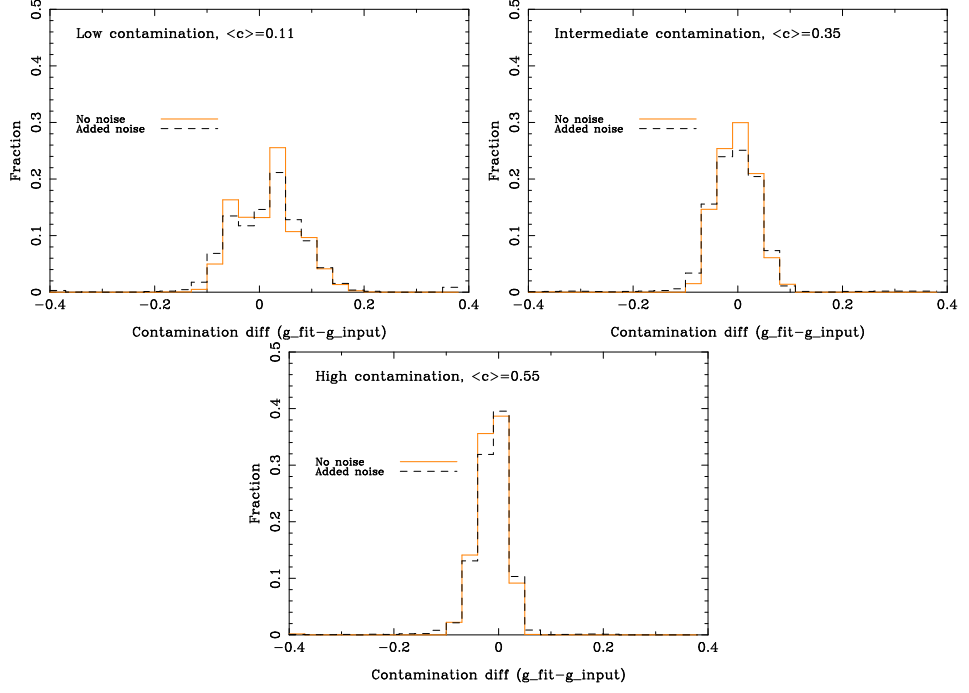 Low contamination, <c>=0.11
No noise
Added noise
Fraction
0 0.1 0.2 0.3 0.4 0.5
−0.4 −0.2 0 0.2 0.4
Contamination diff (g_fit−g_input)
Intermediate contamination, <c>=0.35
No noise
Added noise
Fraction
0 0.1 0.2 0.3 0.4 0.5
−0.4 −0.2 0 0.2 0.4
Contamination diff (g_fit−g_input)
High contamination, <c>=0.55
No noise
Added noise
Fraction
0 0.1 0.2 0.3 0.4 0.5
−0.4 −0.2 0 0.2 0.4
Contamination diff (g_fit−g_input)